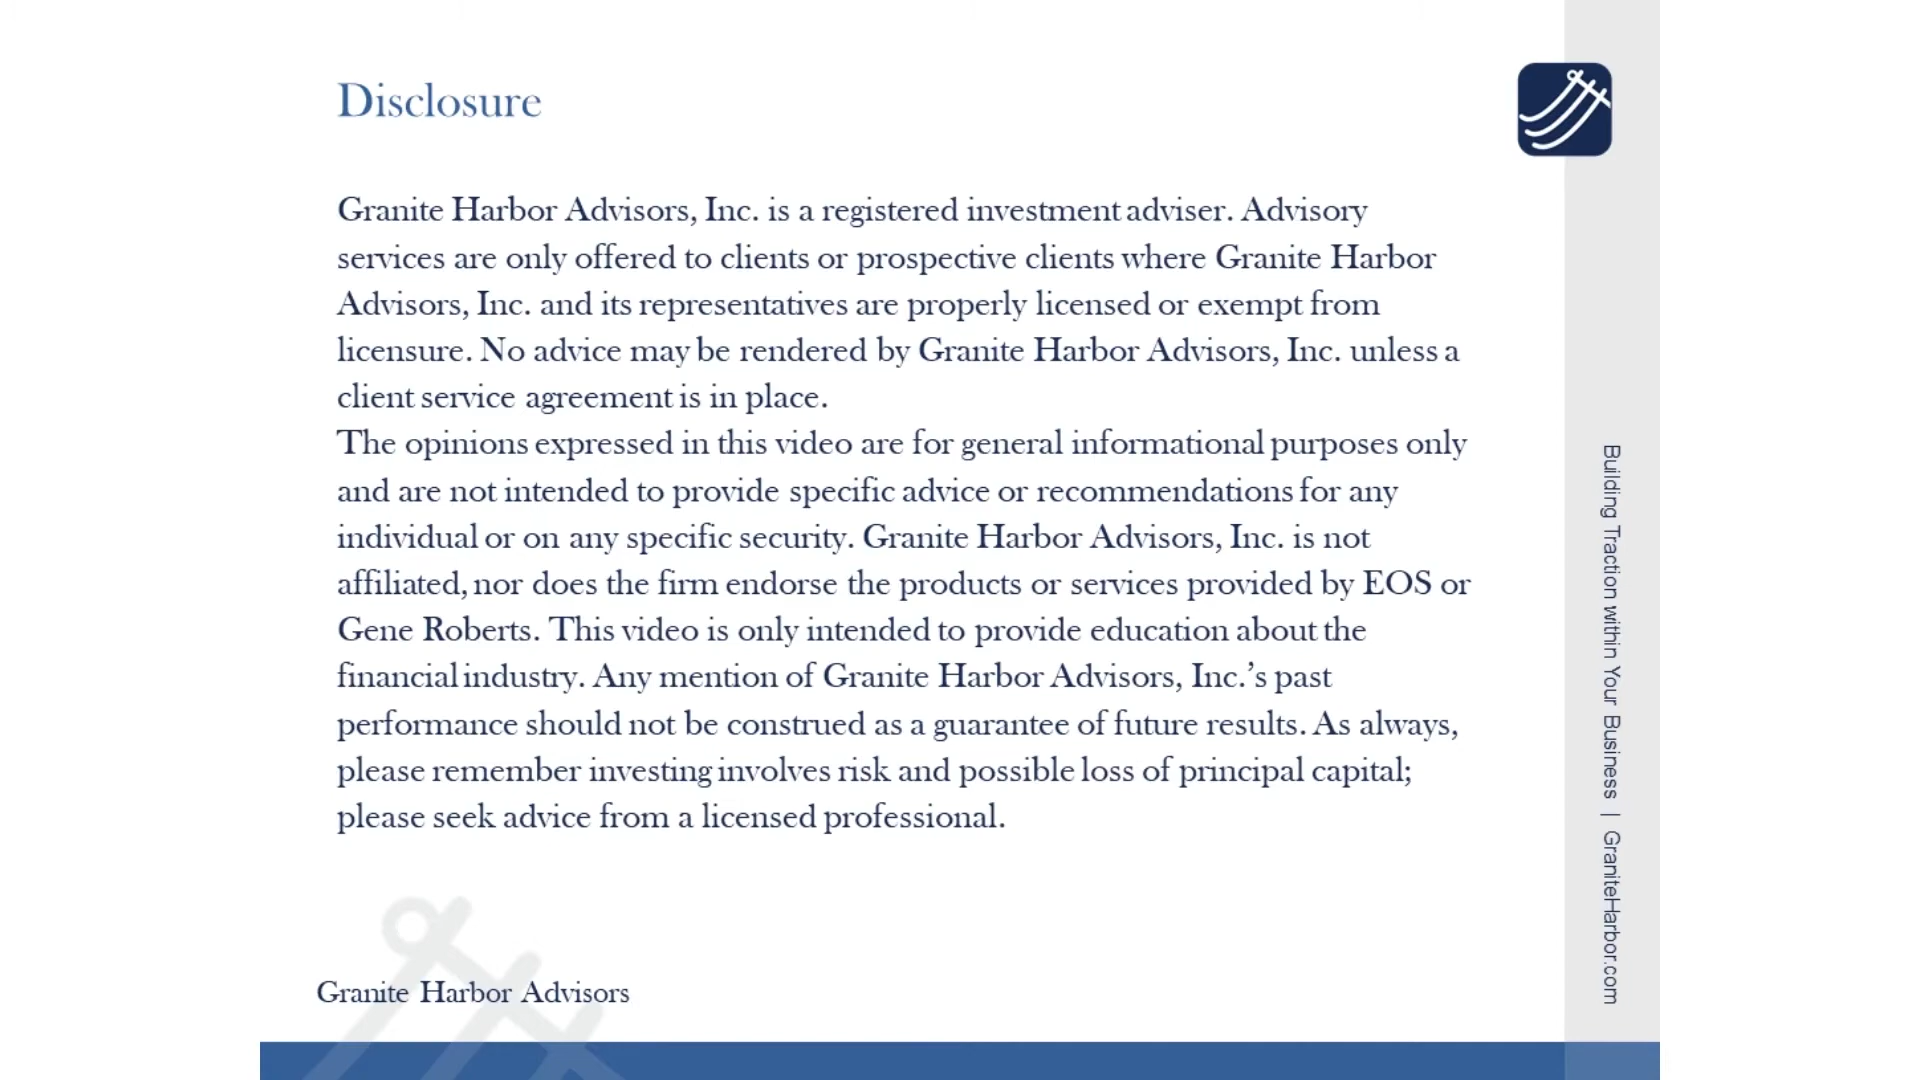 Disclosure
Granite Harbor Advisors, Inc. is a registered investment adviser. Advisory
services are only offered to clients or prospective clients where Granite Harbor
Advisors, Inc. and its representatives are properly licensed or exempt from
licensure. No advice may be rendered by Granite Harbor Advisors, Inc. unless a
client service agreement is in place.
The opinions expressed in this video are for general informational purposes only
and are not intended to provide specific advice or recommendations for any
individual or on any specific security. Granite Harbor Advisors, Inc. is not
affiliated, nor does the firm endorse the products or services provided by EOS or
Gene Roberts. This video is only intended to provide education about the
financial industry. Any mention of Granite Harbor Advisors, Inc.’s past
performance should not be construed as a guarantee of future results. As always,
please remember investing involves risk and possible loss of principal capital;
please seek advice from a licensed professional.
Granite Harbor Advisors
Building Traction within Your Business | GraniteHarbor.com